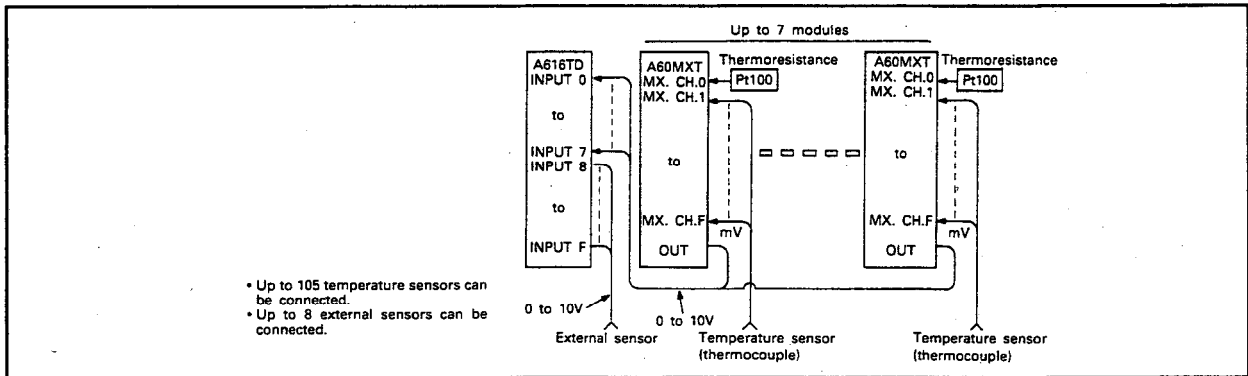 Up to 7 modules
A616TD
INPUT 0
to
INPUT 7
INPUT 8
to
INPUT F
A60MXT
MX. CH.0
MX. CH.1
to
MX. CH.F
OUT
Thermoresistance
Pt100
mV
A60MXT
MX. CH.0
MX. CH.1
to
MX. CH.F
OUT
Thermoresistance
Pt100
mV
• Up to 105 temperature sensors can
be connected.
• Up to 8 external sensors can be
connected.
0 to 10V
0 to 10V
External sensor
Temperature sensor
(thermocouple)
Temperature sensor
(thermocouple)